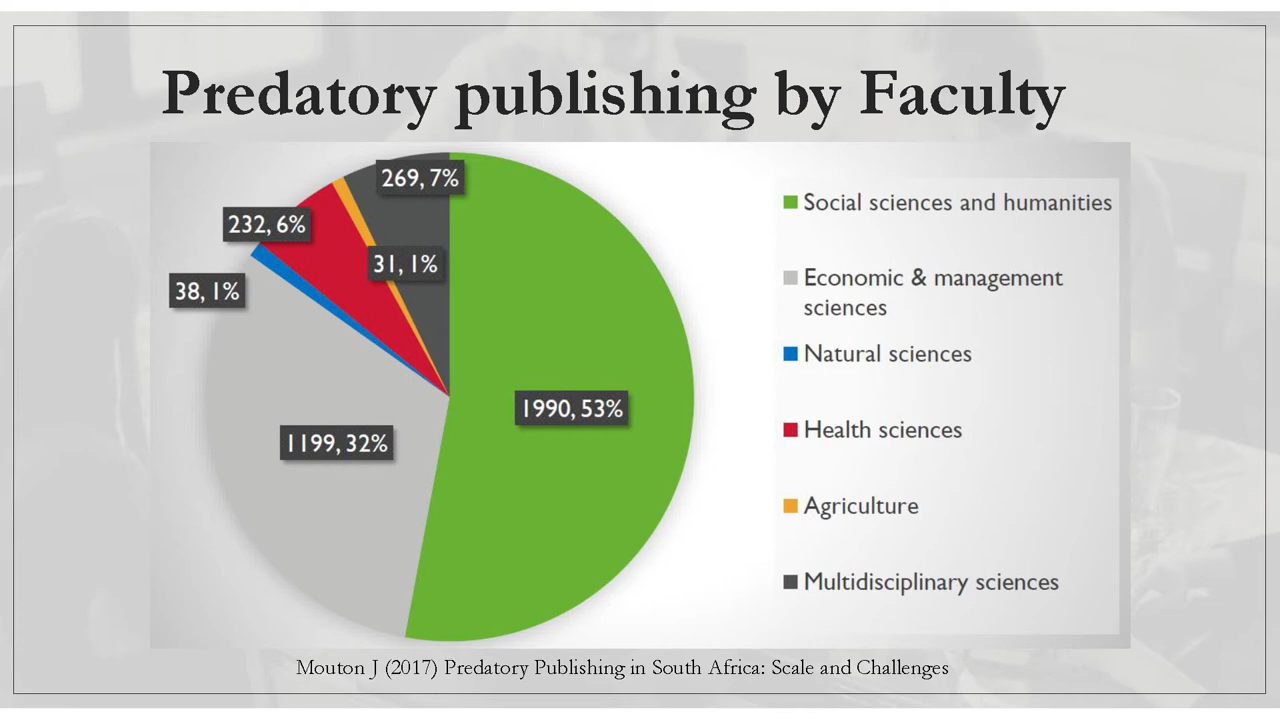 Predatory publishing by Faculty
269, 7%
232, 6%
31, 1%
38, 1%
1990, 53%
1199, 32%
Social sciences and humanities
Economic & management
sciences
Natural sciences
Health sciences
Agriculture
Multidisciplinary sciences
Mouton J (2017) Predatory Publishing in South Africa: Scale and Challenges